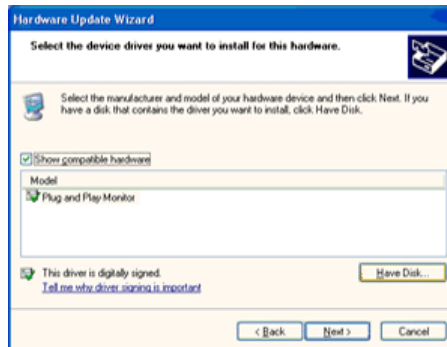 Hardware Update Wizard
Select the device driver you want to install for this hardware.
Select the manufacturer and model of your hardware device and then click Next. If you
have a disk that contains the driver you want to install, click Have Disk.
Show compatible hardware
Model
Plug and Play Monitor
This driver is digitally signed.
Have Disk...
Tell me why driver signing is important
< Back
Next >
Cancel